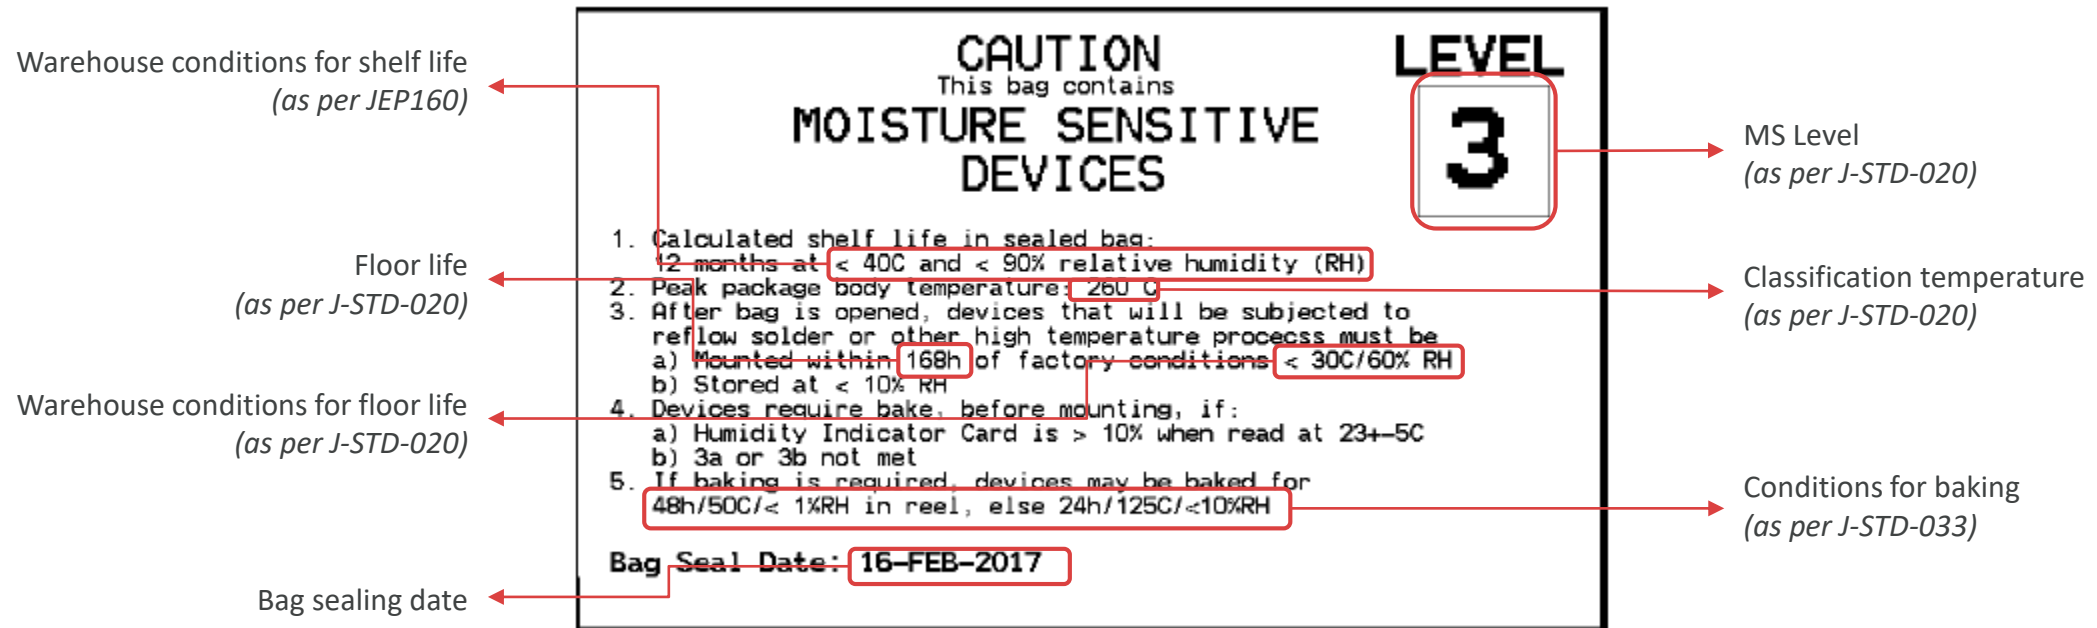 Warehouse conditions for shelf life
(as per JEP160)
Floor life
(as per J-STD-020)
Warehouse conditions for floor life
(as per J-STD-020)
Bag sealing date
CAUTION
This bag contains
MOISTURE SENSITIVE
DEVICES
LEVEL
3
1. Calculated shelf life in sealed bag:
12 months at < 40C and < 90% relative humidity (RH)
2. Peak package body temperature: 260 C
3. After bag is opened, devices that will be subjected to
reflow solder or other high temperature procecss must be
a) Mounted within 168h of factory conditions < 30C/60% RH
b) Stored at < 10% RH
4. Devices require bake, before mounting, if:
a) Humidity Indicator Card is > 10% when read at 23+-5C
b) 3a or 3b not met
5. If baking is required, devices may be baked for
48h/50C/< 1%RH in reel, else 24h/125C/<10%RH
Bag Seal Date: 16-FEB-2017
MS Level
(as per J-STD-020)
Classification temperature
(as per J-STD-020)
Conditions for baking
(as per J-STD-033)